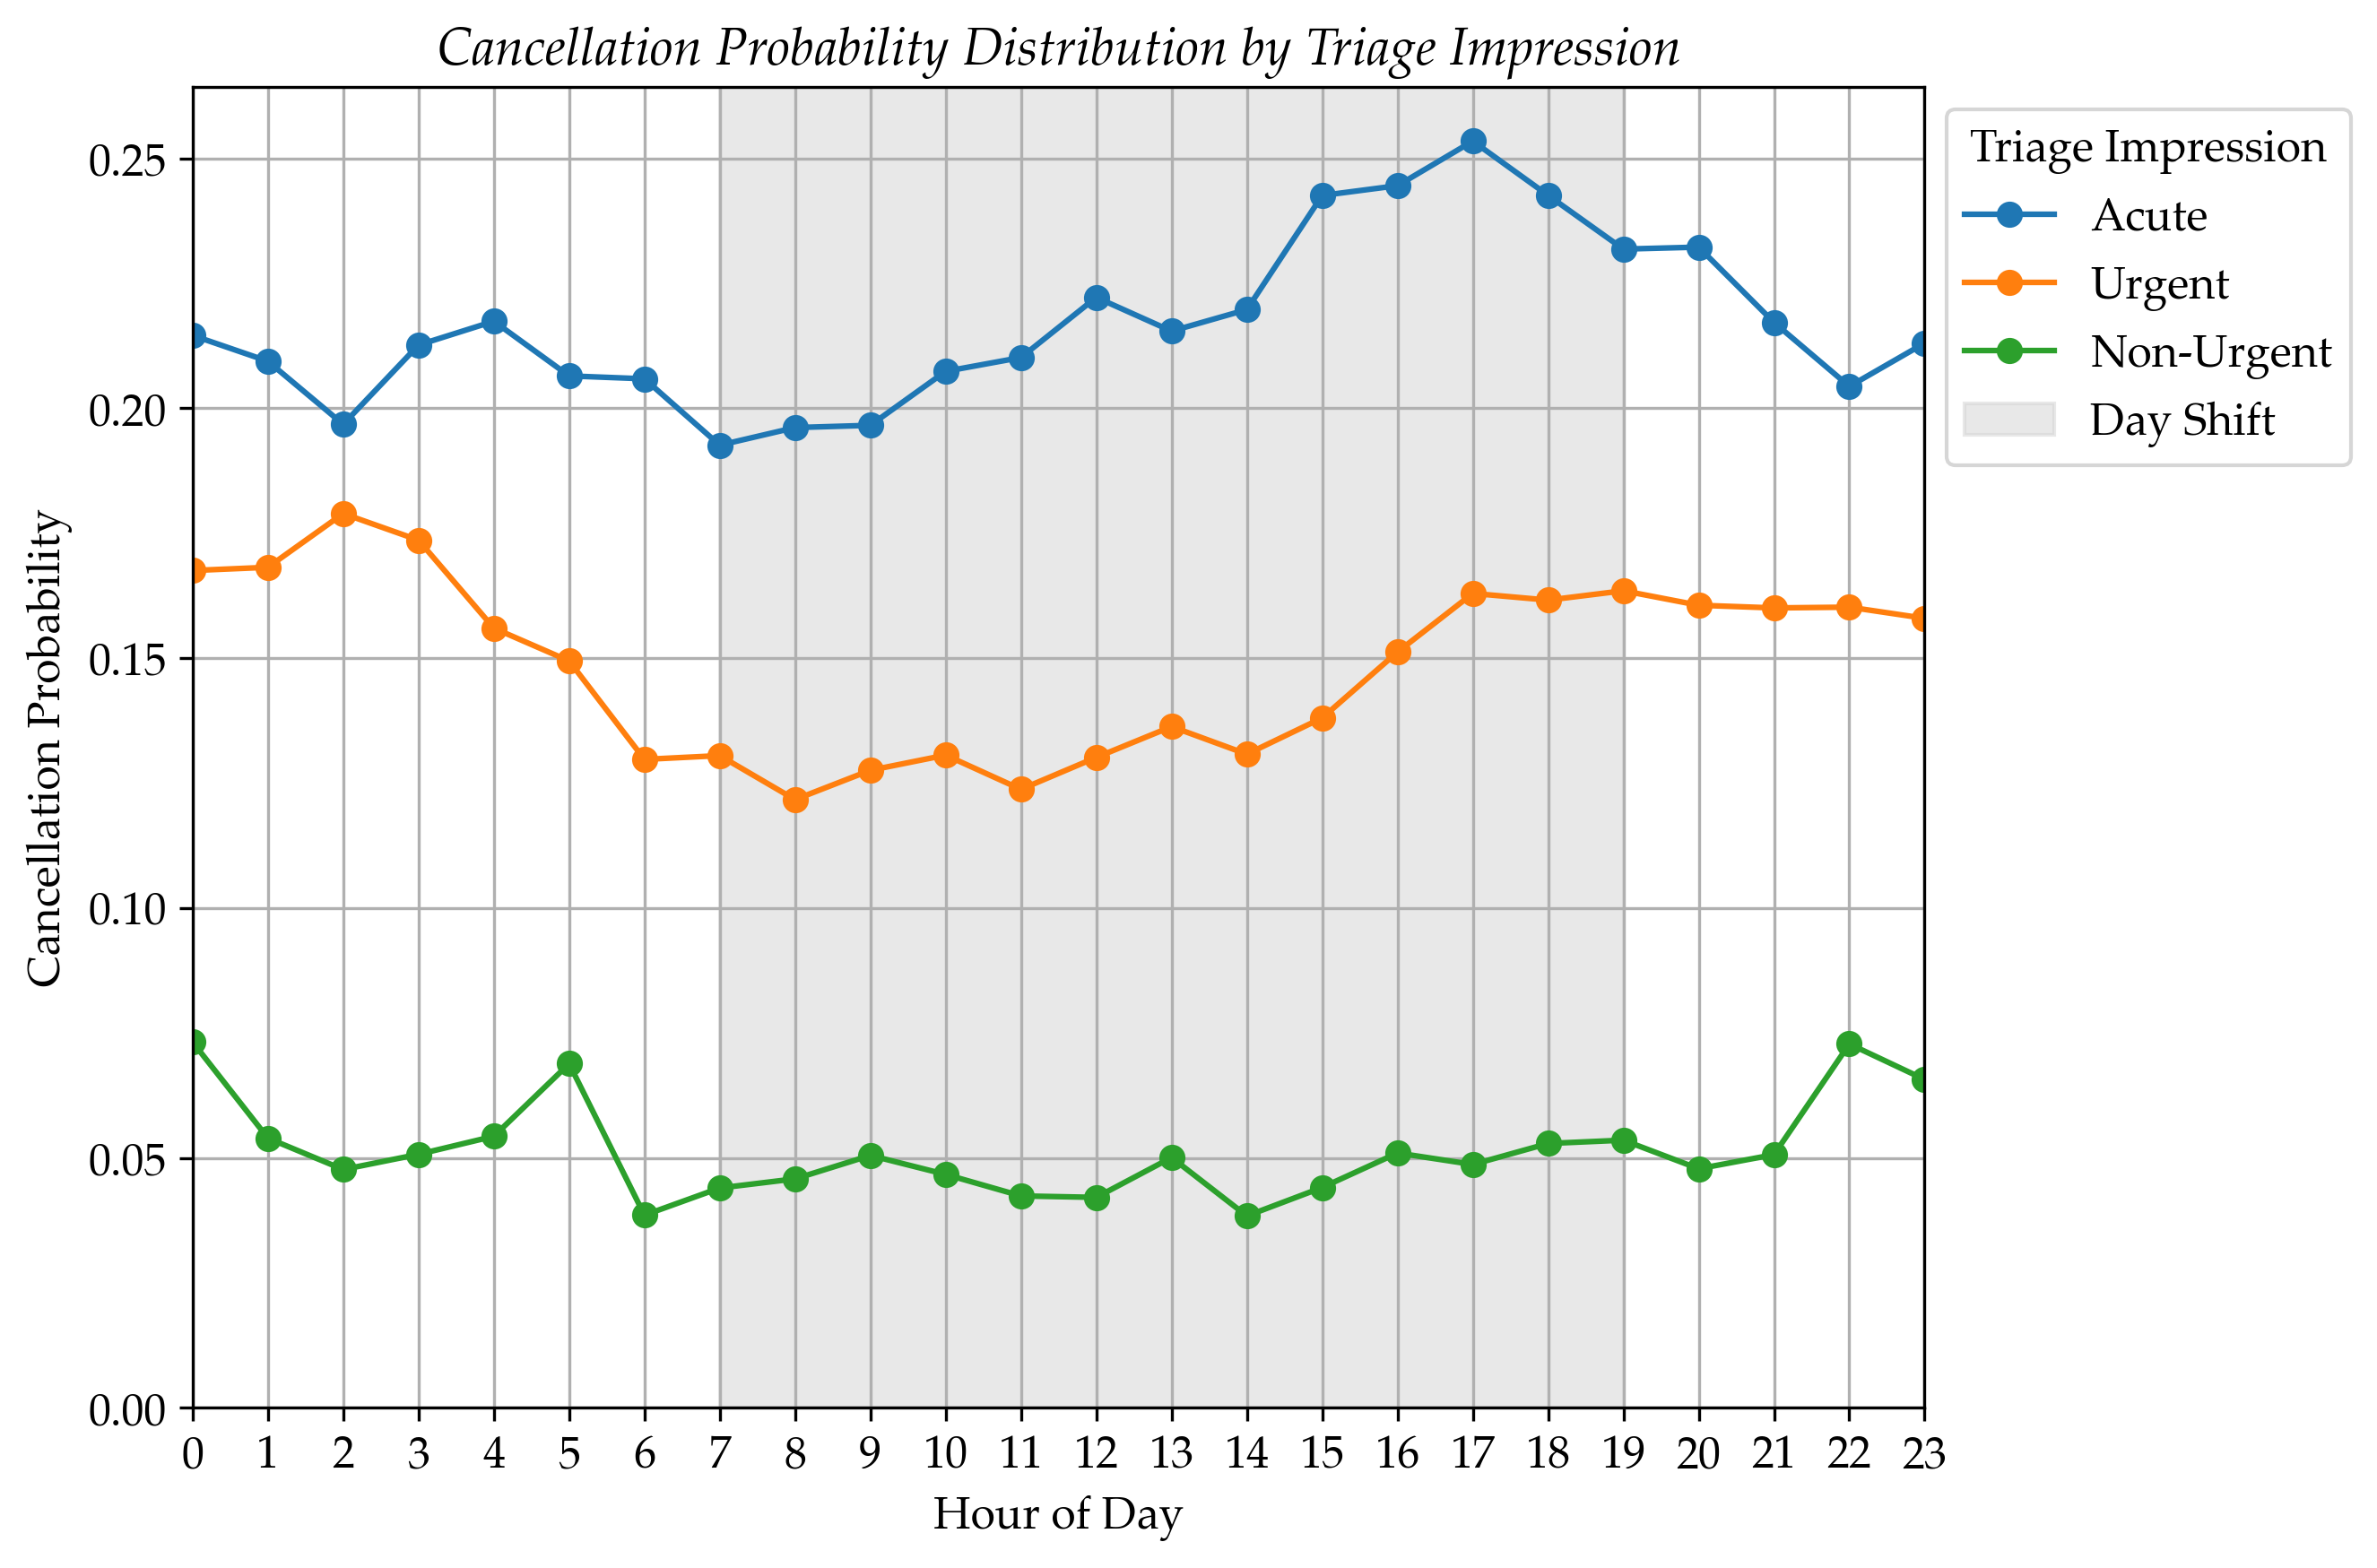 Cancellation Probability Distribution by Triage Impression
Cancellation Probability
0.25
0.20
0.15
0.10
0.05
0.00
0 1 2 3 4 5 6 7 8 9 10 11 12 13 14 15 16 17 18 19 20 21 22 23
Hour of Day
Triage Impression
Acute
Urgent
Non-Urgent
Day Shift